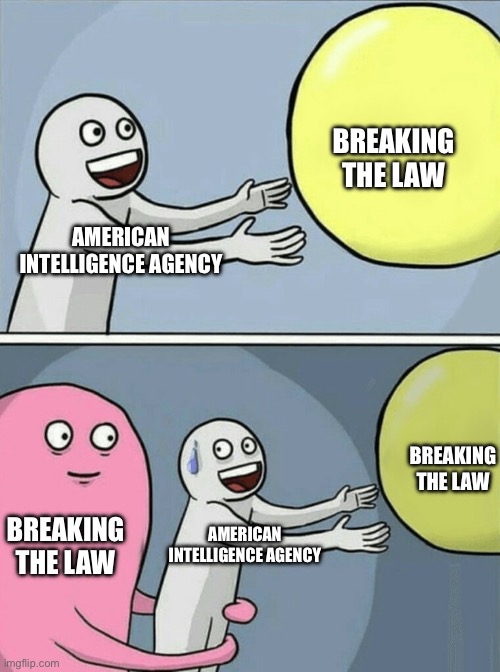 BREAKING
THE LAW
AMERICAN
INTELLIGENCE AGENCY
BREAKING
THE LAW
BREAKING
THE LAW
AMERICAN
INTELLIGENCE AGENCY
imgflip.com